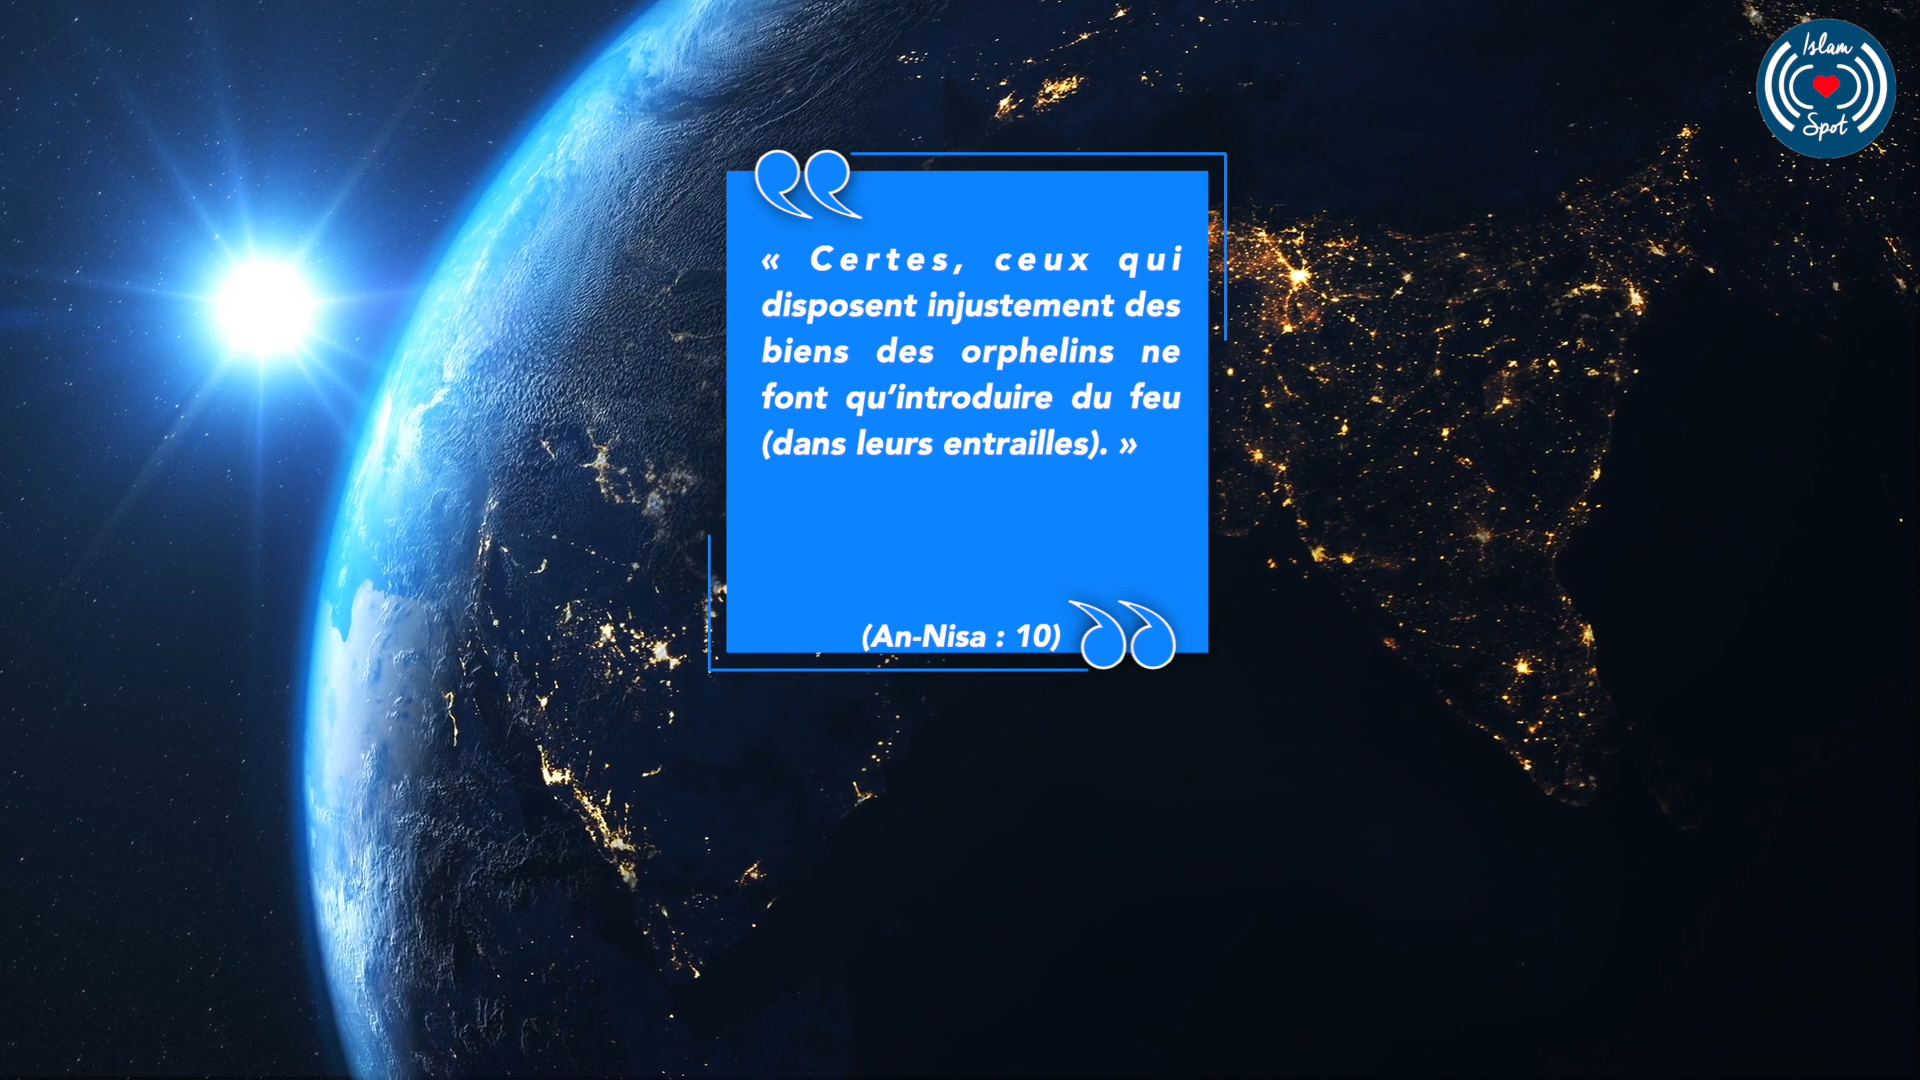 Islam
Spot
« Certes, ceux qui
disposent injustement des
biens des orphelins ne
font qu’introduire du feu
(dans leurs entrailles). »
(An-Nisa : 10)